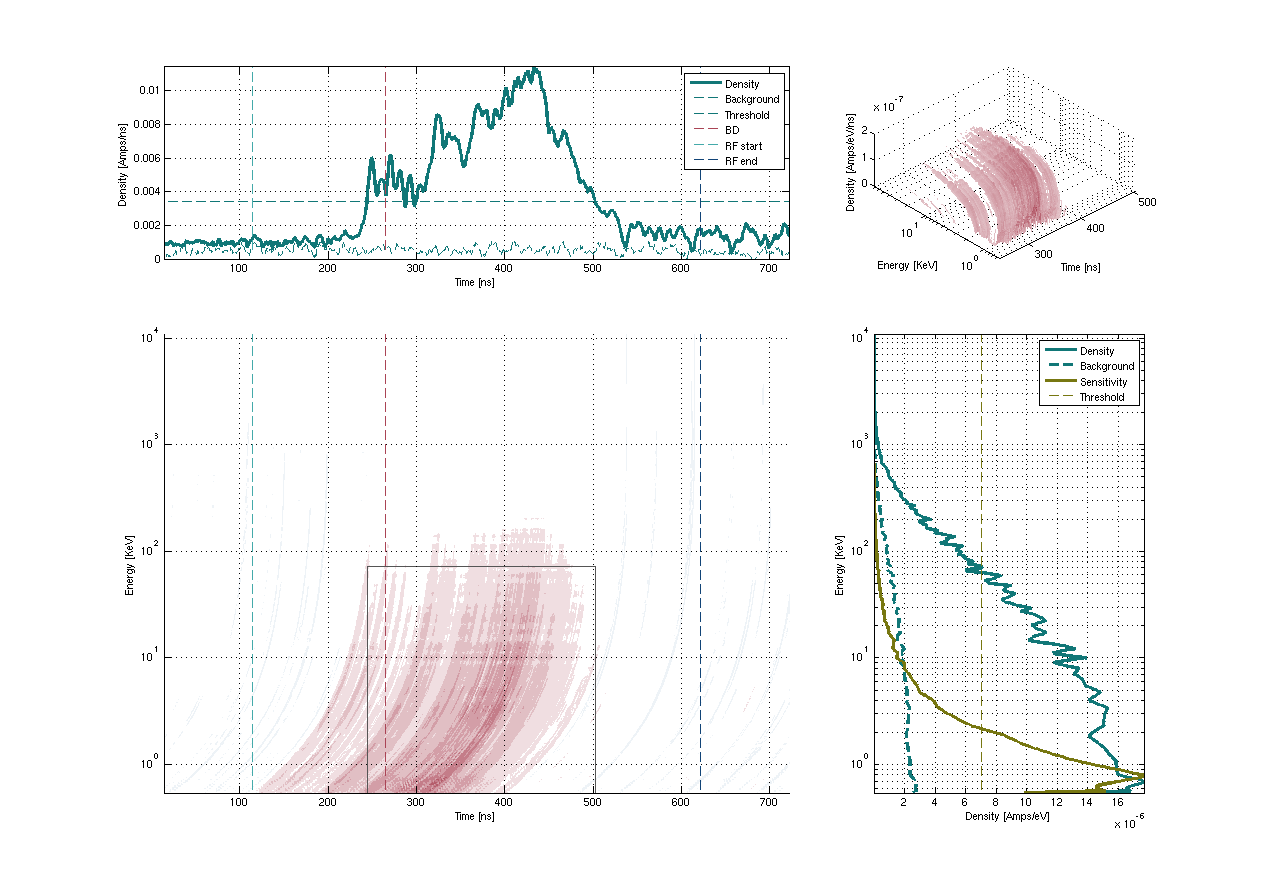 0.01
0.008
0.006
0.004
0.002
0
Density [Amps/ns]
100 200 300 400 500 600 700
Time [ns]
Density
Background
Threshold
BD
RF start
RF end
x 10^-7
2
1
0
Density [Amps/eV/ns]
10^1
10^0
Energy [KeV]
300
400
500
Time [ns]
10^4
10^3
10^2
10^1
10^0
Energy [KeV]
100 200 300 400 500 600 700
Time [ns]
10^4
10^3
10^2
10^1
10^0
Energy [KeV]
Density
Background
Sensitivity
Threshold
2 4 6 8 10 12 14 16
Density [Amps/eV]
x 10^-6